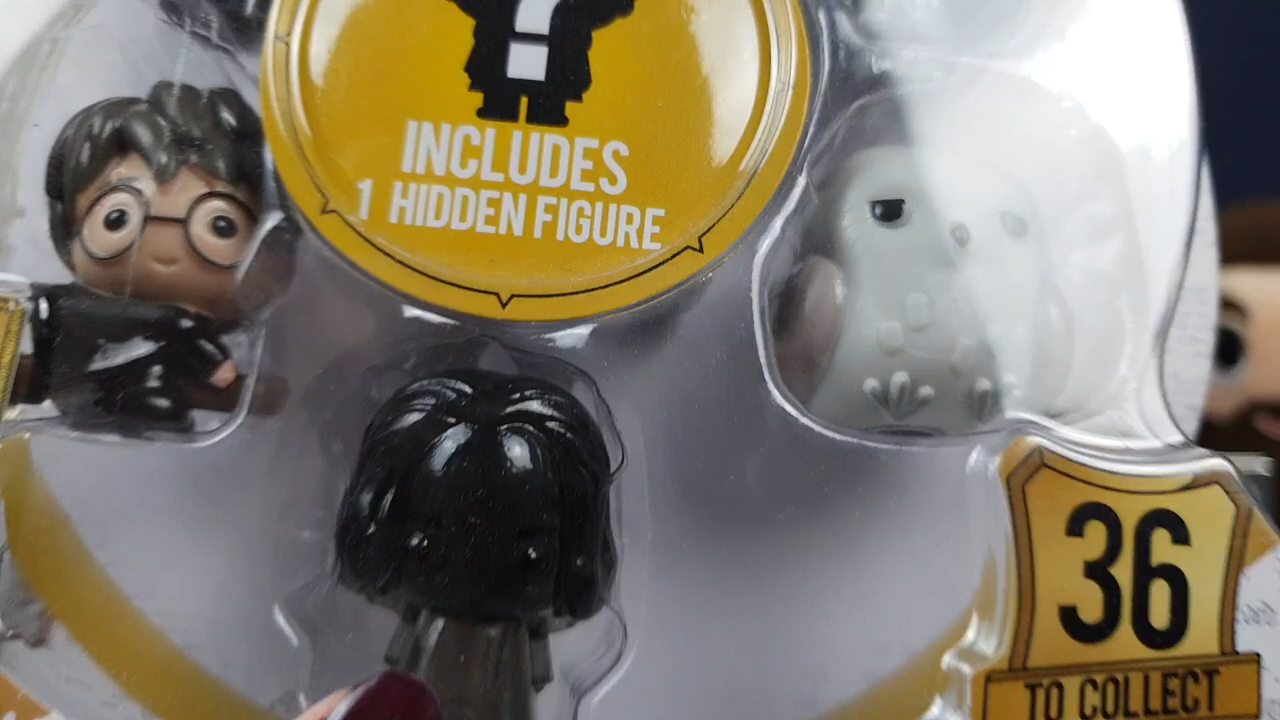 ?
INCLUDES
1 HIDDEN FIGURE
36
TO COLLECT